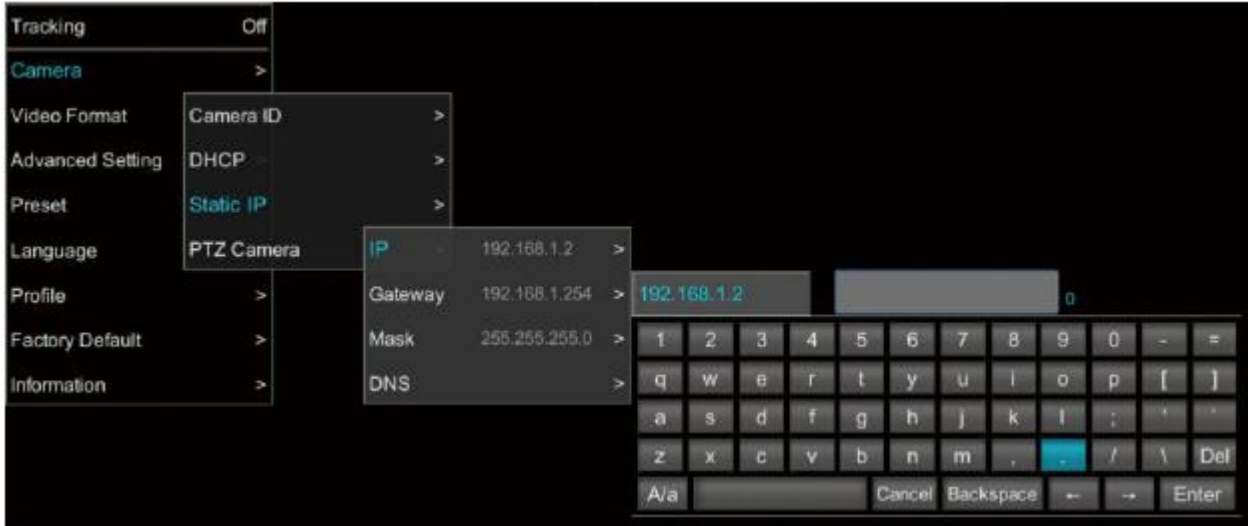 Tracking Off
Camera >
Video Format
Advanced Setting
Preset
Language
Profile >
Factory Default >
Information >
Camera ID >
DHCP >
Static IP >
PTZ Camera
IP 192.168.1.2 >
Gateway 192.168.1.254 >
Mask 255.255.255.0 >
DNS >
192.168.1.2 0
1 2 3 4 5 6 7 8 9 0 - =
q w e r t y u i o p [ ]
a s d f g h j k l ; ' `
z x c v b n m , . / \ Del
A/a Cancel Backspace ← → Enter